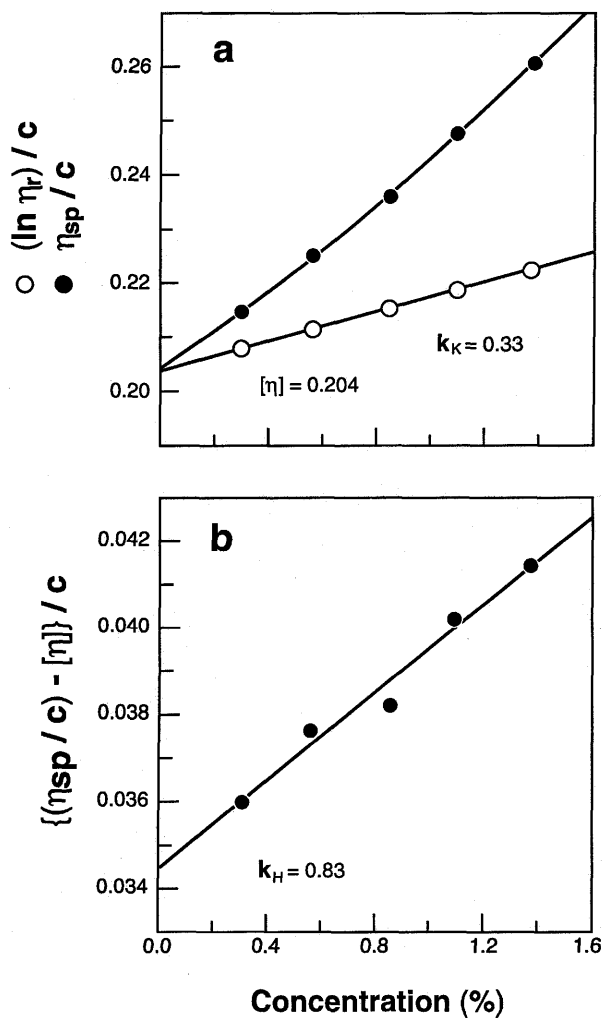 a
0.26
0.24
0.22
0.20
○ (ln ηr) / c
● ηsp / c
kK = 0.33
[η] = 0.204
b
0.042
0.040
0.038
0.036
0.034
{(ηsp / c) - [η]} / c
kH = 0.83
0.0 0.4 0.8 1.2 1.6
Concentration (%)